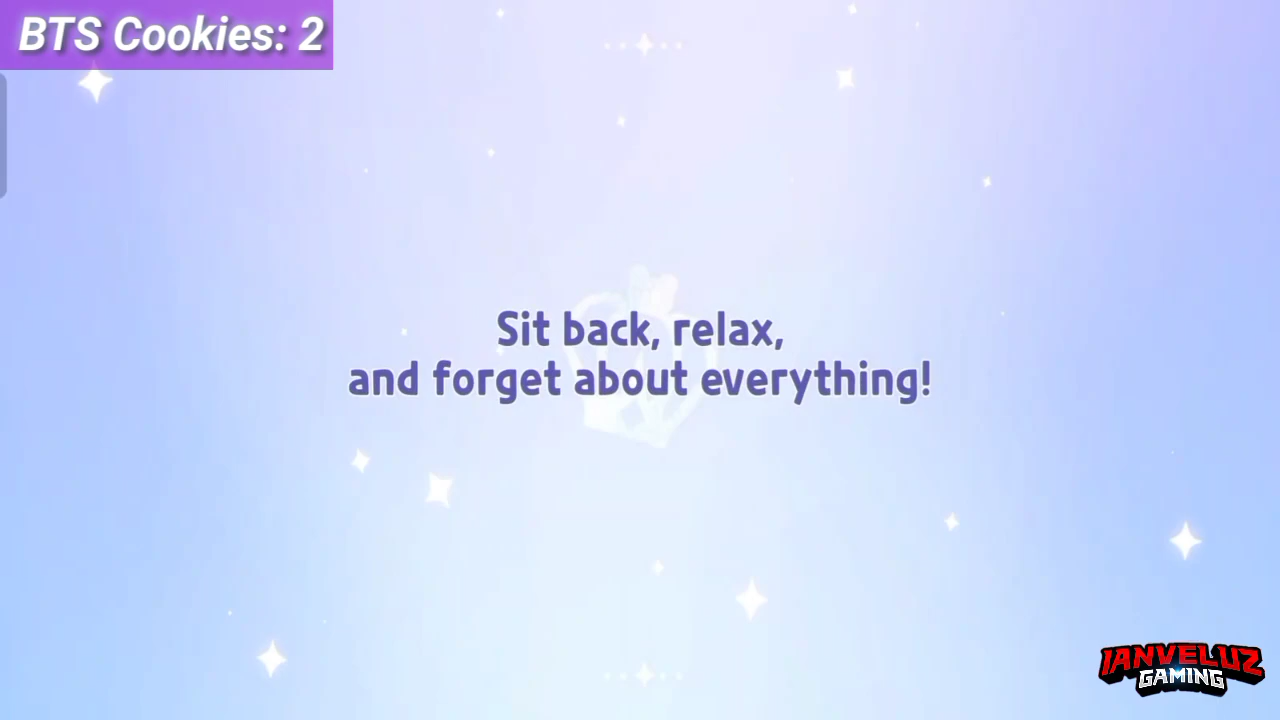 BTS Cookies: 2
Sit back, relax,
and forget about everything!
IANVELUZ
GAMING